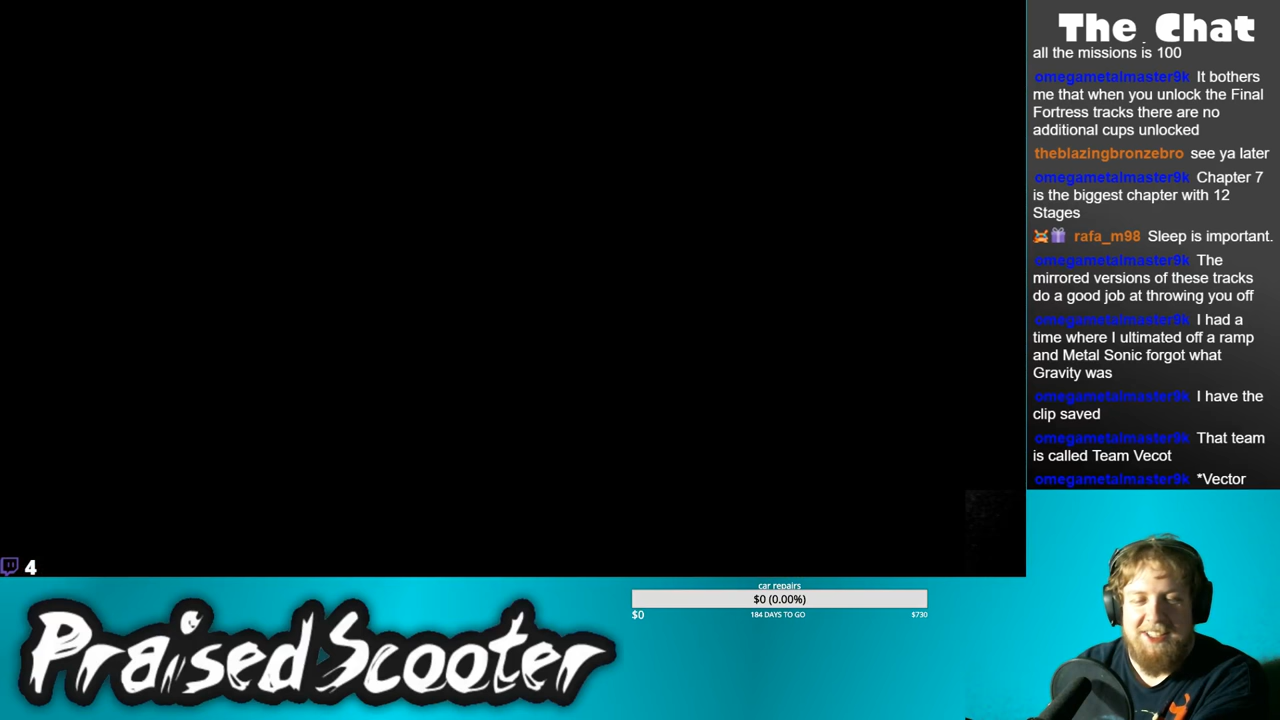 The Chat
all the missions is 100
omegametalmaster9k It bothers
me that when you unlock the Final
Fortress tracks there are no
additional cups unlocked
theblazingbronzebro see ya later
omegametalmaster9k Chapter 7
is the biggest chapter with 12
Stages
rafa_m98 Sleep is important.
omegametalmaster9k The
mirrored versions of these tracks
do a good job at throwing you off
omegametalmaster9k I had a
time where I ultimated off a ramp
and Metal Sonic forgot what
Gravity was
omegametalmaster9k I have the
clip saved
omegametalmaster9k That team
is called Team Vecot
omegametalmaster9k *Vector
4
PraisedScooter
car repairs
$0 (0.00%)
$0 184 DAYS TO GO $730